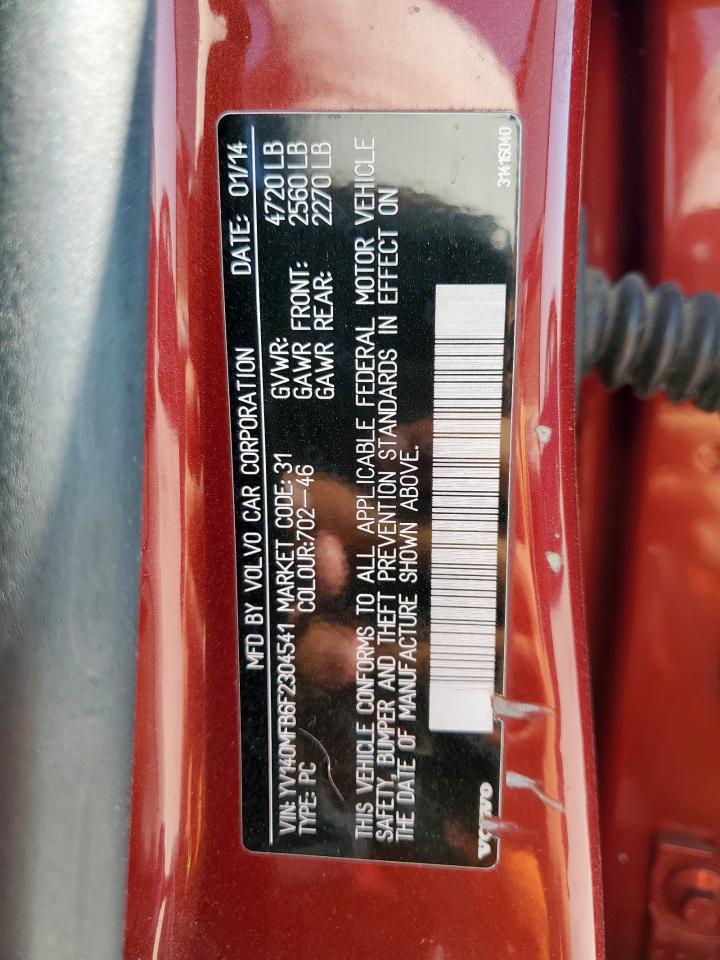 MFD BY VOLVO CAR CORPORATION DATE: 01/14
VIN: YV140MFB6F2304541 MARKET CODE: 31 GVWR: 4720 LB
TYPE: PC COLOUR:702-46 GAWR FRONT: 2560 LB
GAWR REAR: 2270 LB
THIS VEHICLE CONFORMS TO ALL APPLICABLE FEDERAL MOTOR VEHICLE
SAFETY, BUMPER AND THEFT PREVENTION STANDARDS IN EFFECT ON
THE DATE OF MANUFACTURE SHOWN ABOVE.
VOLVO 31416040